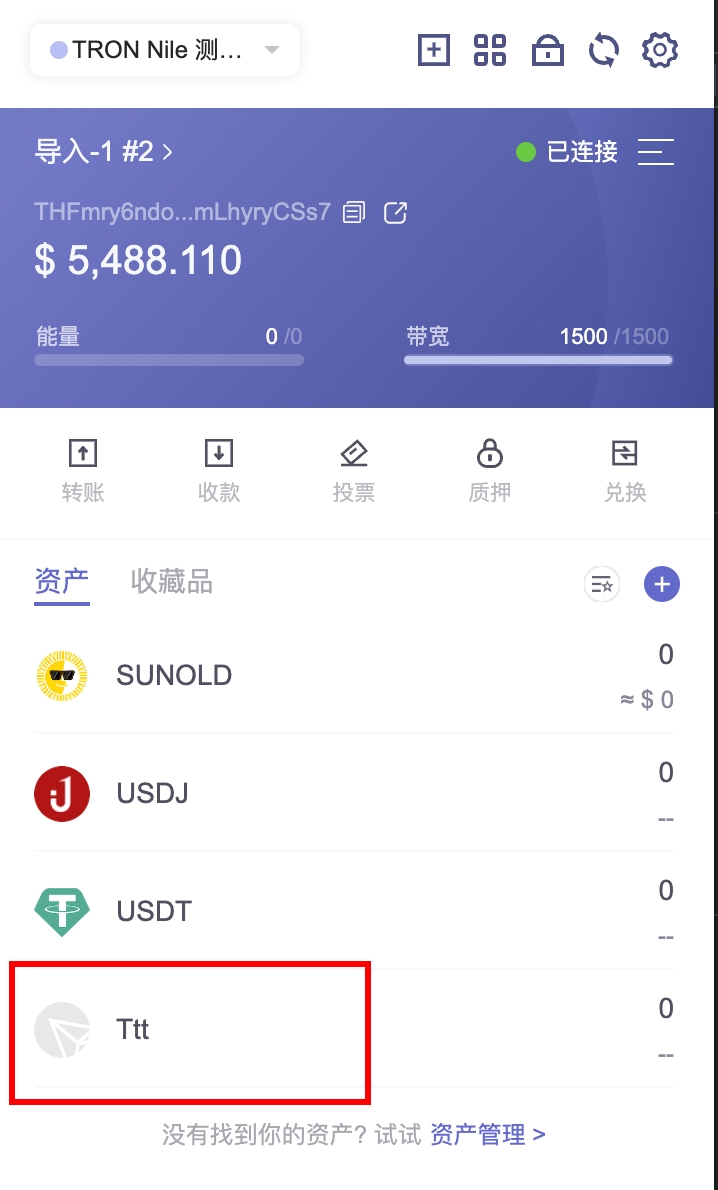 TRON Nile 测...
导入-1 #2 >
已连接
THFmry6ndo...mLhyryCSs7
$ 5,488.110
能量 0 /0 带宽 1500 /1500
转账 收款 投票 质押 兑换
资产 收藏品
SUNOLD 0
≈ $ 0
USDJ 0
--
USDT 0
--
Ttt 0
--
没有找到你的资产? 试试 资产管理 >